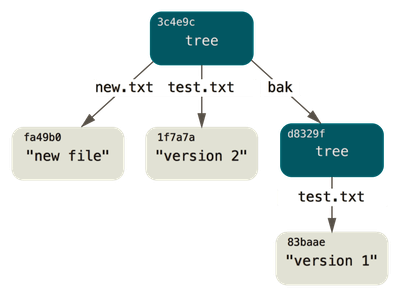 3c4e9c
tree
new.txt test.txt bak
fa49b0
"new file"
1f7a7a
"version 2"
d8329f
tree
test.txt
83baae
"version 1"